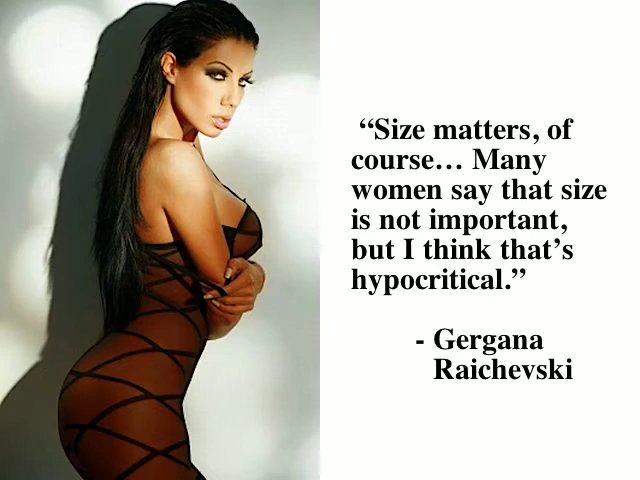 “Size matters, of
course… Many
women say that size
is not important,
but I think that’s
hypocritical.”
- Gergana
Raichevski